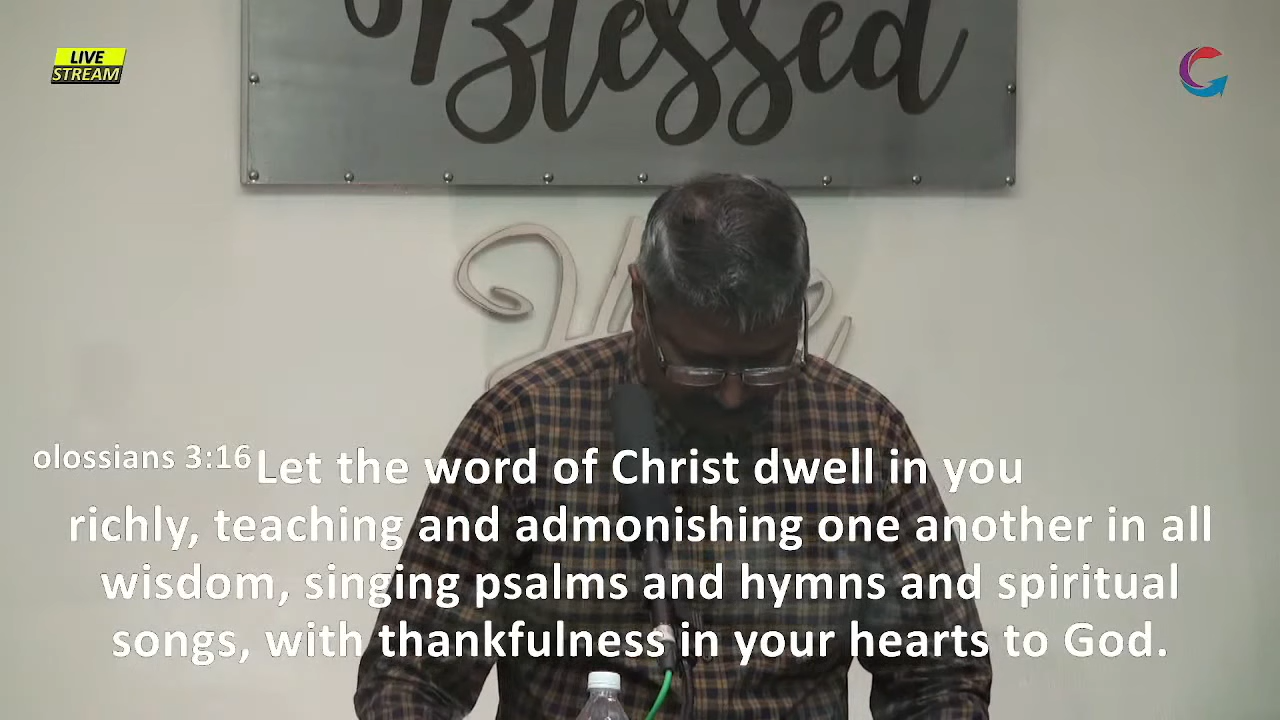 LIVE
STREAM
Blessed
olossians 3:16 Let the word of Christ dwell in you
richly, teaching and admonishing one another in all
wisdom, singing psalms and hymns and spiritual
songs, with thankfulness in your hearts to God.